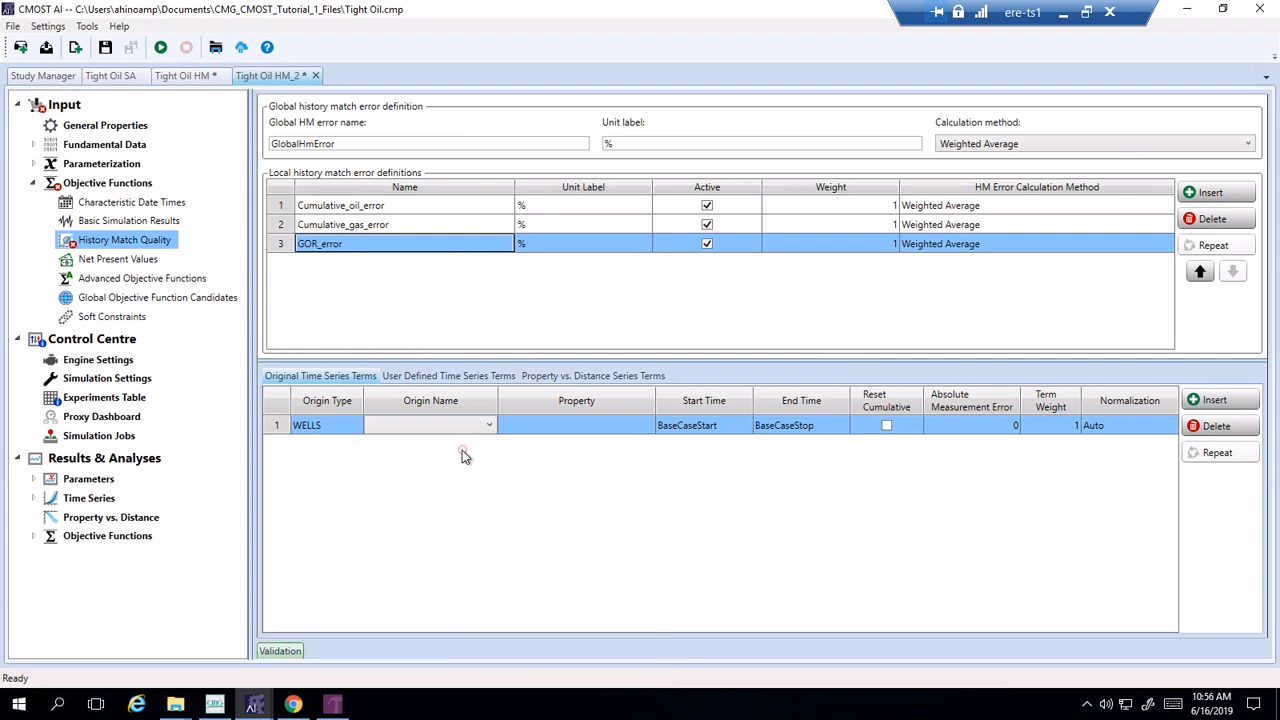 CMOST AI -- C:\Users\ahinoamp\Documents\CMG_CMOST_Tutorial_1_Files\Tight Oil.cmp
ere-ts1
File Settings Tools Help
Study Manager Tight Oil SA Tight Oil HM * Tight Oil HM_2 *
Input
General Properties
Fundamental Data
Parameterization
Objective Functions
Characteristic Date Times
Basic Simulation Results
History Match Quality
Net Present Values
Advanced Objective Functions
Global Objective Function Candidates
Soft Constraints
Control Centre
Engine Settings
Simulation Settings
Experiments Table
Proxy Dashboard
Simulation Jobs
Results & Analyses
Parameters
Time Series
Property vs. Distance
Objective Functions
Global history match error definition
Global HM error name: Unit label: Calculation method:
GlobalHmError % Weighted Average
Local history match error definitions
Name Unit Label Active Weight HM Error Calculation Method
1 Cumulative_oil_error % 1 Weighted Average
2 Cumulative_gas_error % 1 Weighted Average
3 GOR_error % 1 Weighted Average
Insert
Delete
Repeat
Original Time Series Terms User Defined Time Series Terms Property vs. Distance Series Terms
Origin Type Origin Name Property Start Time End Time Reset Cumulative Absolute Measurement Error Term Weight Normalization
1 WELLS BaseCaseStart BaseCaseStop 0 1 Auto
Insert
Delete
Repeat
Validation
Ready
CMG
AI
10:56 AM
6/16/2019